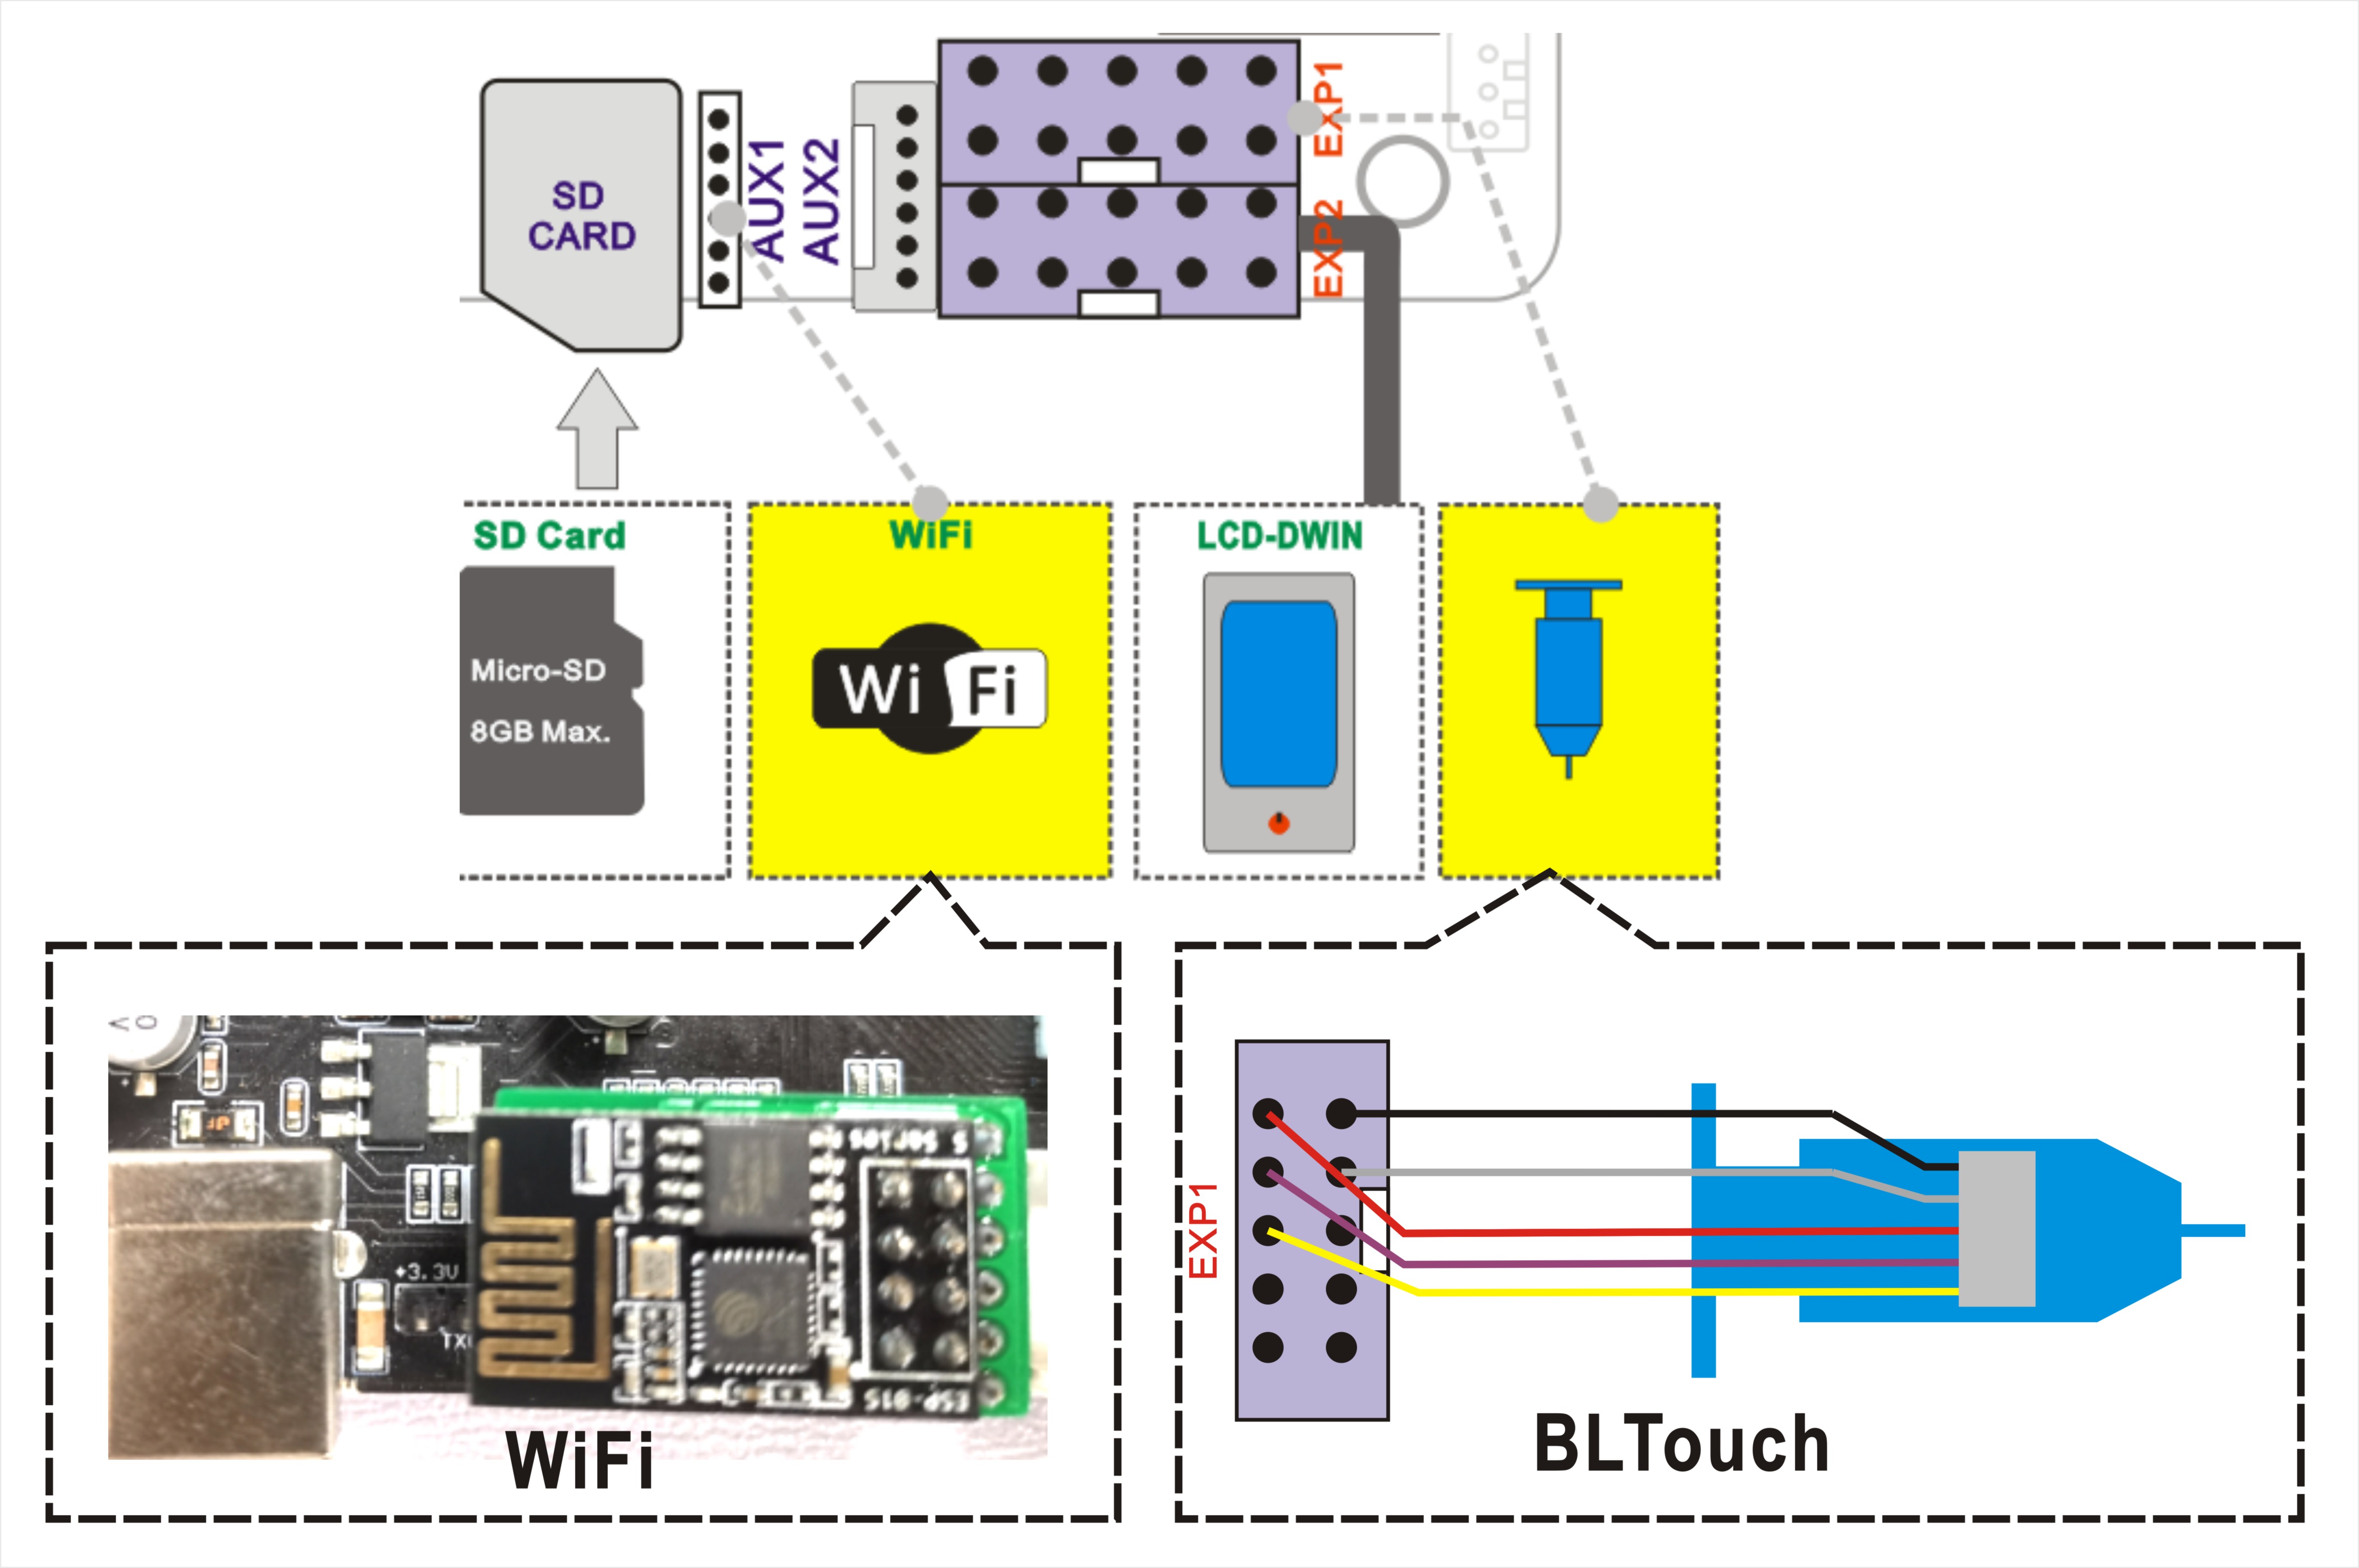 EXP1
SD
CARD
AUX1
AUX2
EXP2
SD Card
WiFi
LCD-DWIN
Micro-SD
8GB Max.
Wi Fi
+3.3V
ESP-01S
EXP1
WiFi
BLTouch